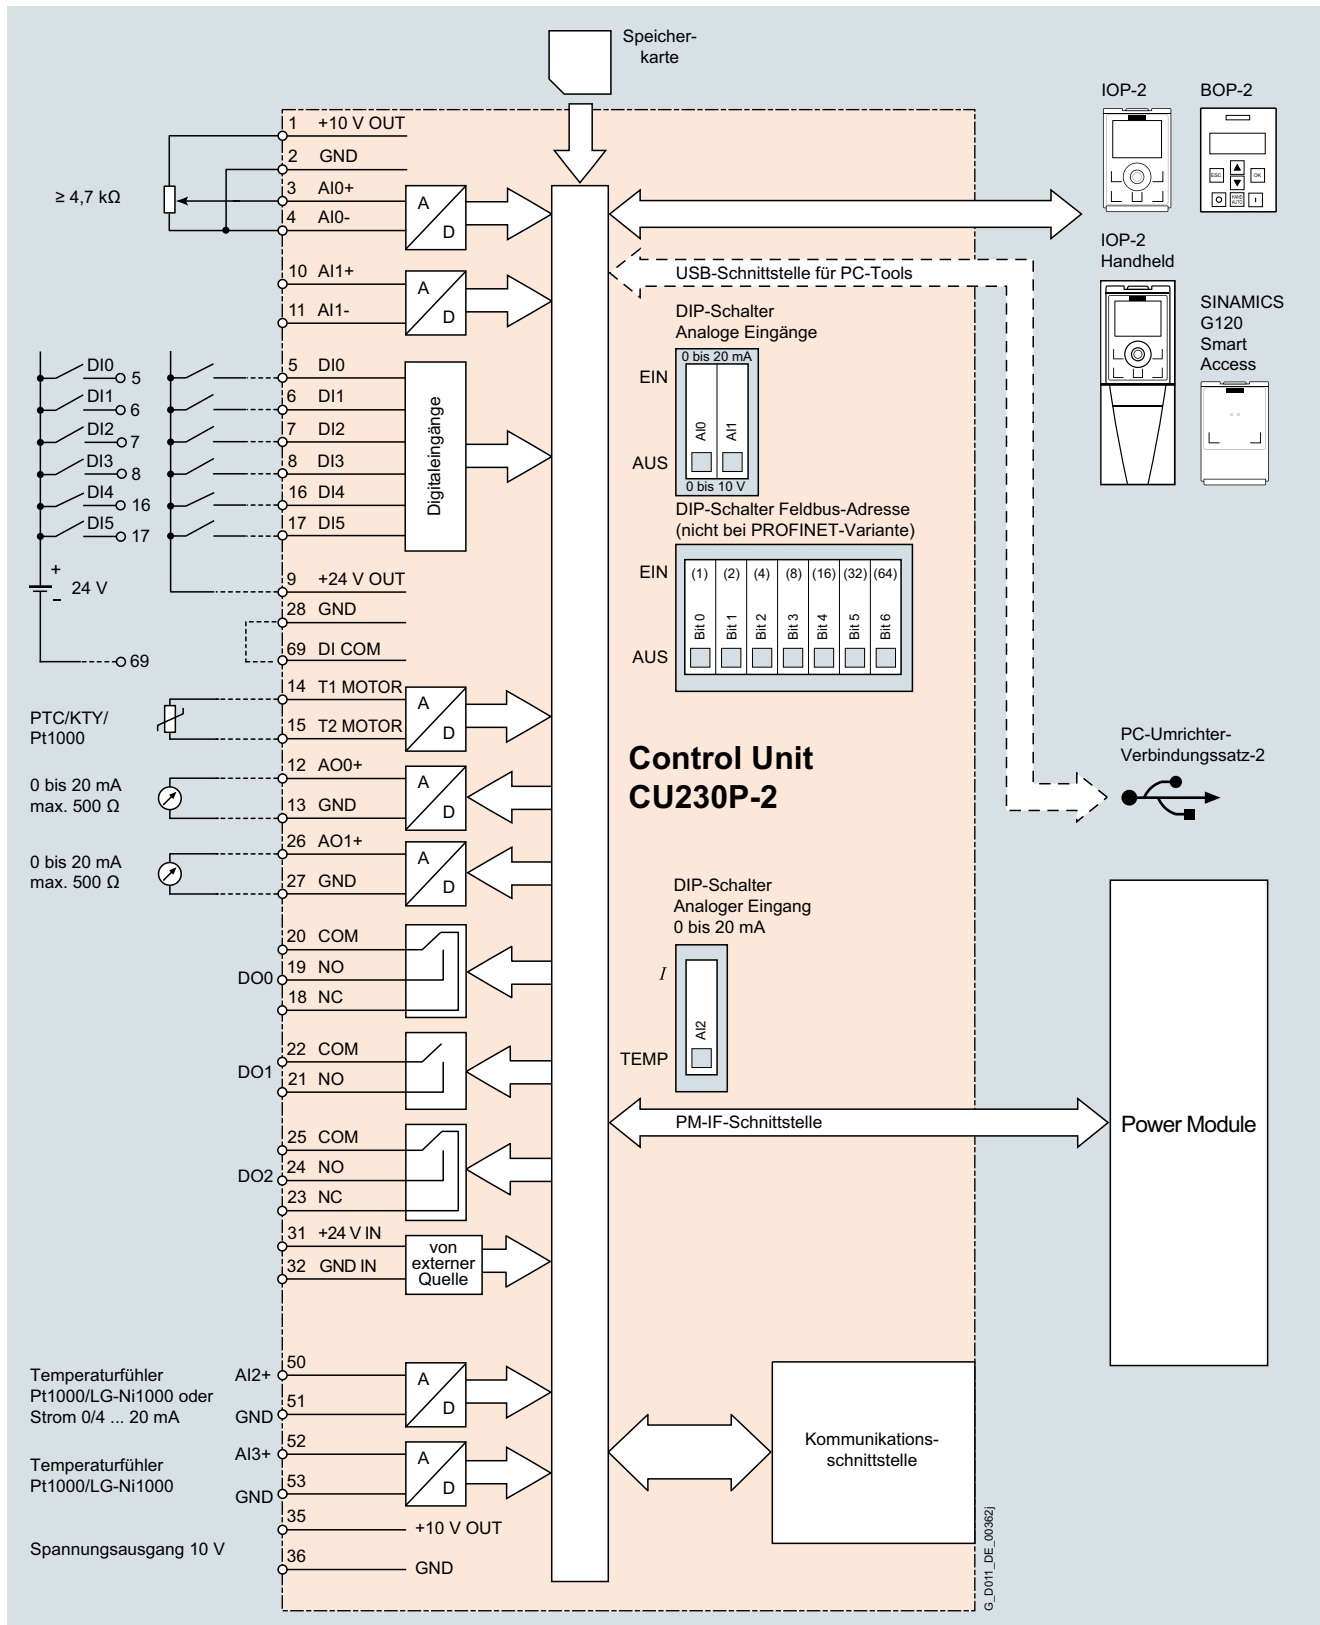 Speicher-
karte
IOP-2
BOP-2
ESC
OK
HAND
AUTO
IOP-2
Handheld
SINAMICS
G120
Smart
Access
1 +10 V OUT
2 GND
≥ 4,7 kΩ
3 AI0+
4 AI0-
A
D
10 AI1+
11 AI1-
A
D
USB-Schnittstelle für PC-Tools
DIP-Schalter
Analoge Eingänge
0 bis 20 mA
EIN
AI0
AI1
AUS
0 bis 10 V
DI0
5
DI1
6
DI2
7
DI3
8
DI4
16
DI5
17
5 DI0
6 DI1
7 DI2
8 DI3
16 DI4
17 DI5
Digitaleingänge
DIP-Schalter Feldbus-Adresse
(nicht bei PROFINET-Variante)
EIN
(1) (2) (4) (8) (16) (32) (64)
Bit 0
Bit 1
Bit 2
Bit 3
Bit 4
Bit 5
Bit 6
AUS
+
24 V
–
69
9 +24 V OUT
28 GND
69 DI COM
PTC/KTY/
Pt1000
14 T1 MOTOR
15 T2 MOTOR
A
D
Control Unit
CU230P-2
PC-Umrichter-
Verbindungssatz-2
0 bis 20 mA
max. 500 Ω
12 AO0+
13 GND
A
D
0 bis 20 mA
max. 500 Ω
26 AO1+
27 GND
A
D
DIP-Schalter
Analoger Eingang
0 bis 20 mA
I
AI2
TEMP
DO0
20 COM
19 NO
18 NC
DO1
22 COM
21 NO
PM-IF-Schnittstelle
Power Module
DO2
25 COM
24 NO
23 NC
31 +24 V IN
32 GND IN
von
externer
Quelle
Temperaturfühler
Pt1000/LG-Ni1000 oder
Strom 0/4 ... 20 mA
AI2+
50
GND
51
A
D
Temperaturfühler
Pt1000/LG-Ni1000
AI3+
52
GND
53
A
D
Kommunikations-
schnittstelle
Spannungsausgang 10 V
35
+10 V OUT
36
GND
G_D011_DE_00362j